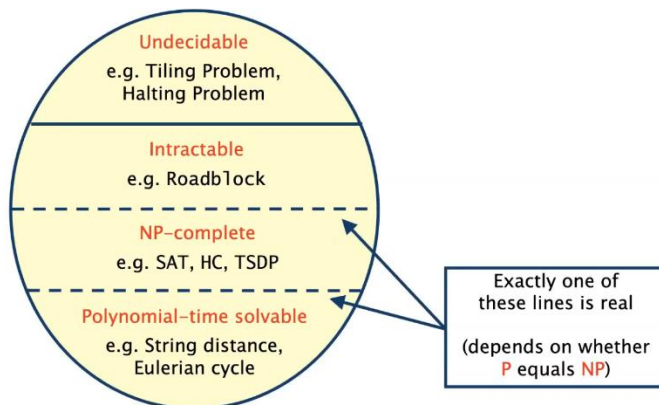 Undecidable
e.g. Tiling Problem,
Halting Problem
Intractable
e.g. Roadblock
NP-complete
e.g. SAT, HC, TSDP
Polynomial-time solvable
e.g. String distance,
Eulerian cycle
Exactly one of
these lines is real
(depends on whether
P equals NP)